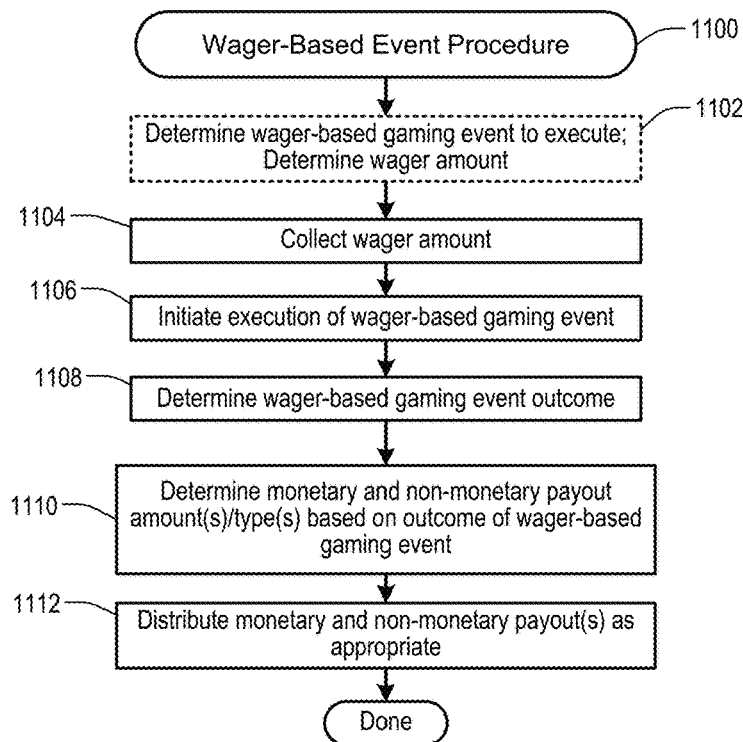 Wager-Based Event Procedure
1100
1102
Determine wager-based gaming event to execute;
Determine wager amount
1104
Collect wager amount
1106
Initiate execution of wager-based gaming event
1108
Determine wager-based gaming event outcome
1110
Determine monetary and non-monetary payout
amount(s)/type(s) based on outcome of wager-based
gaming event
1112
Distribute monetary and non-monetary payout(s) as
appropriate
Done